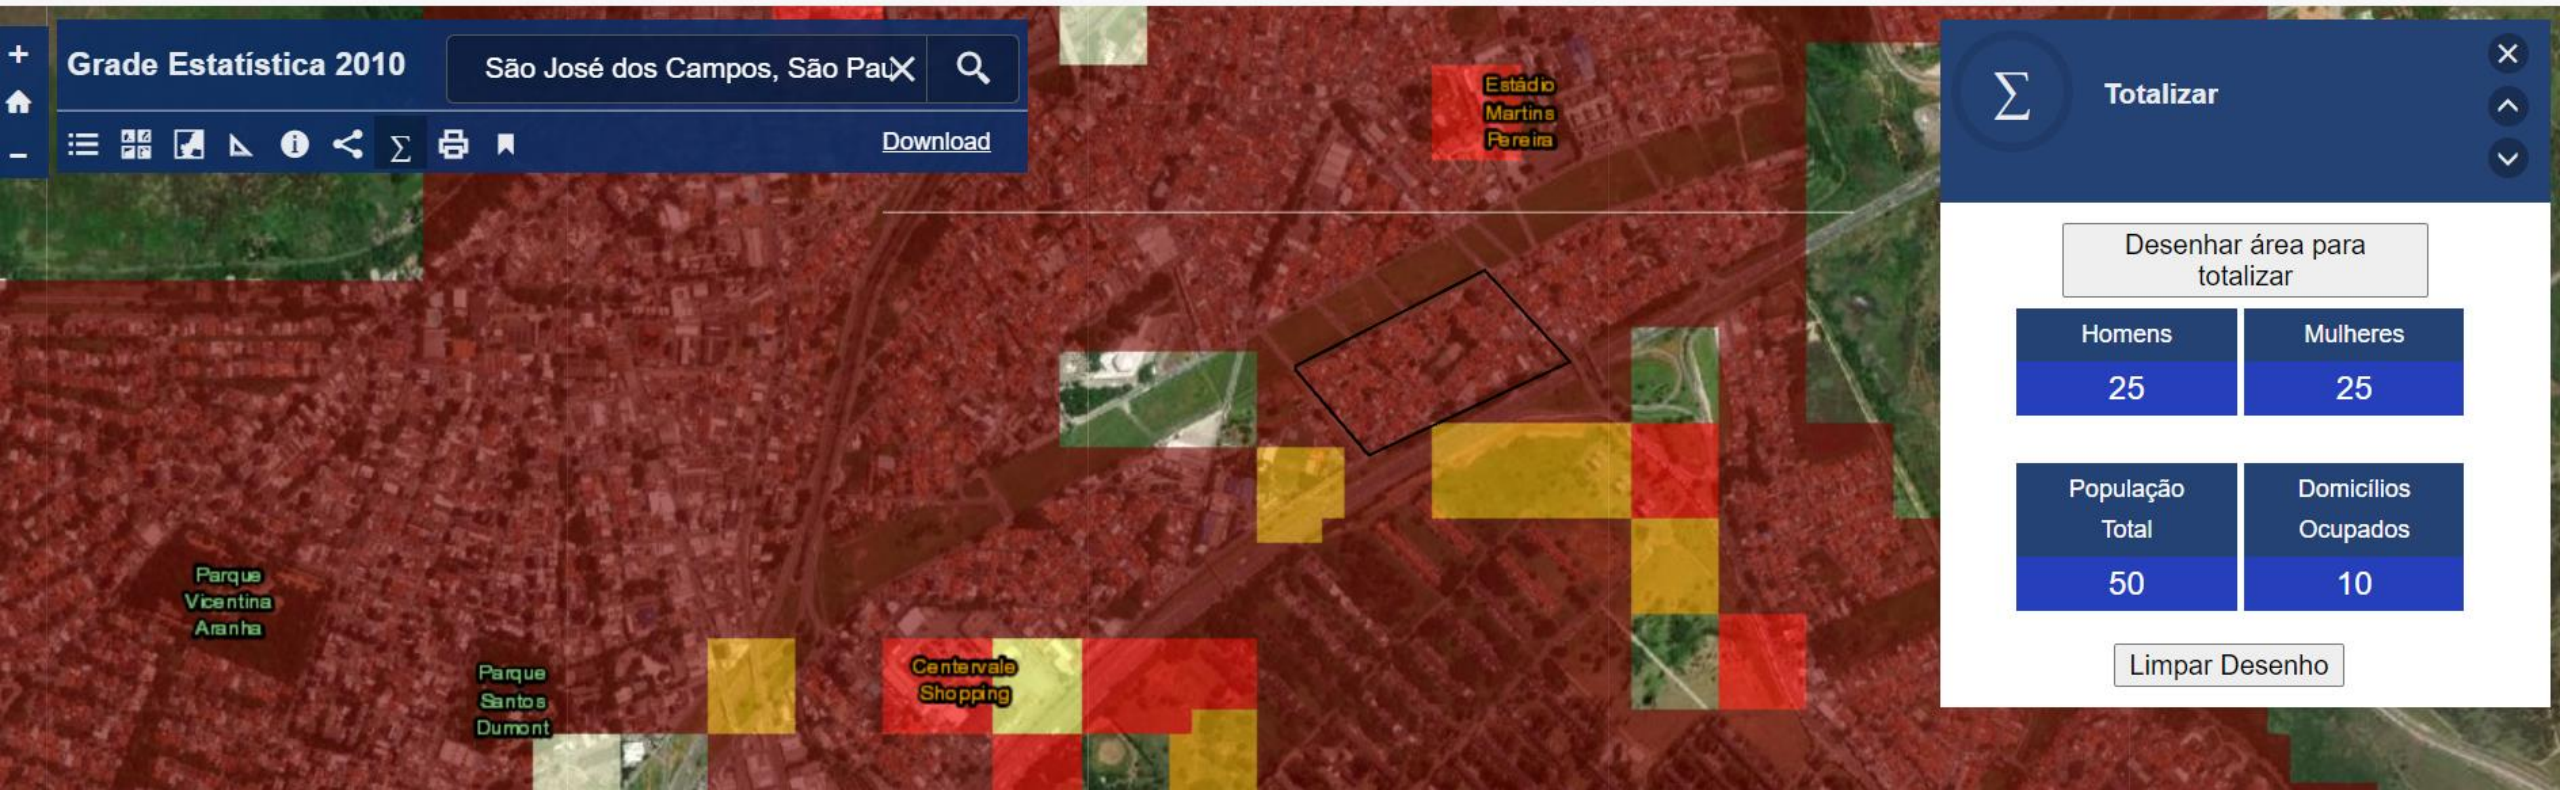 Grade Estatística 2010
São José dos Campos, São Pau
Download
Totalizar
Desenhar área para
totalizar
Homens
Mulheres
25
25
População
Total
Domicílios
Ocupados
50
10
Limpar Desenho
Estádio
Martins
Pereira
Parque
Vicentina
Aranha
Parque
Santos
Dumont
Centervale
Shopping